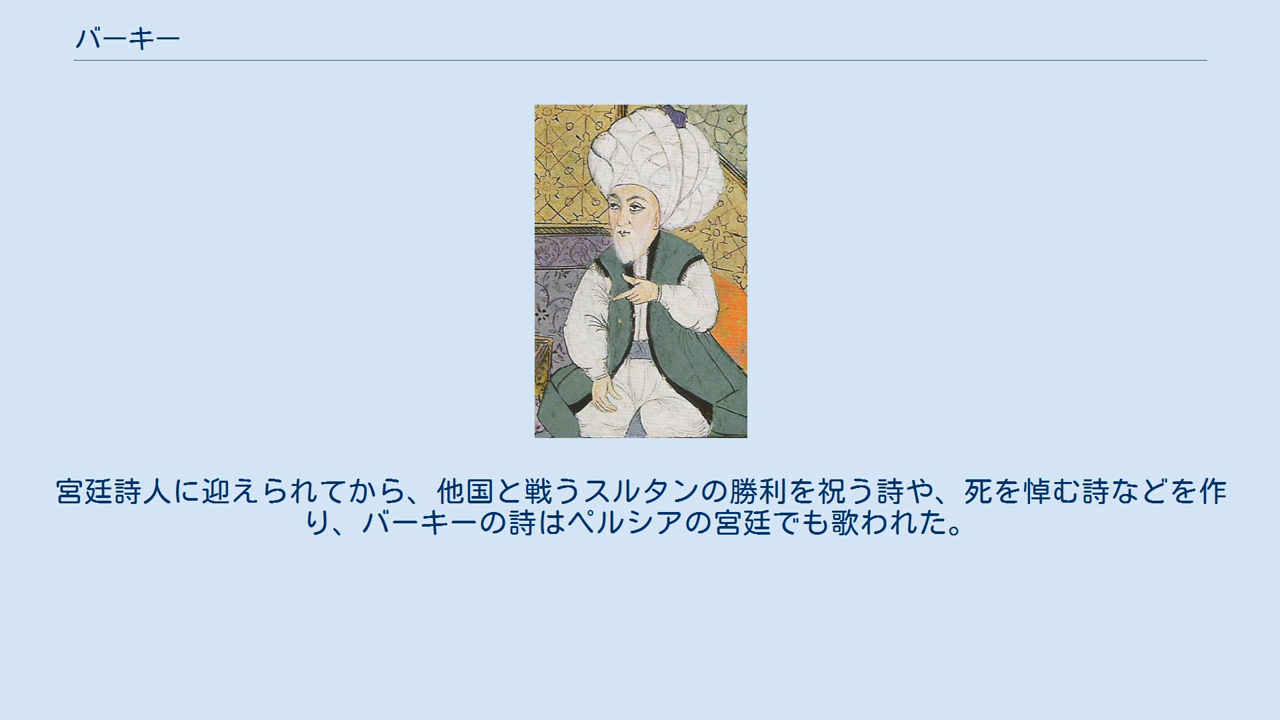 バーキー
宮廷詩人に迎えられてから、他国と戦うスルタンの勝利を祝う詩や、死を悼む詩などを作
り、バーキーの詩はペルシアの宮廷でも歌われた。